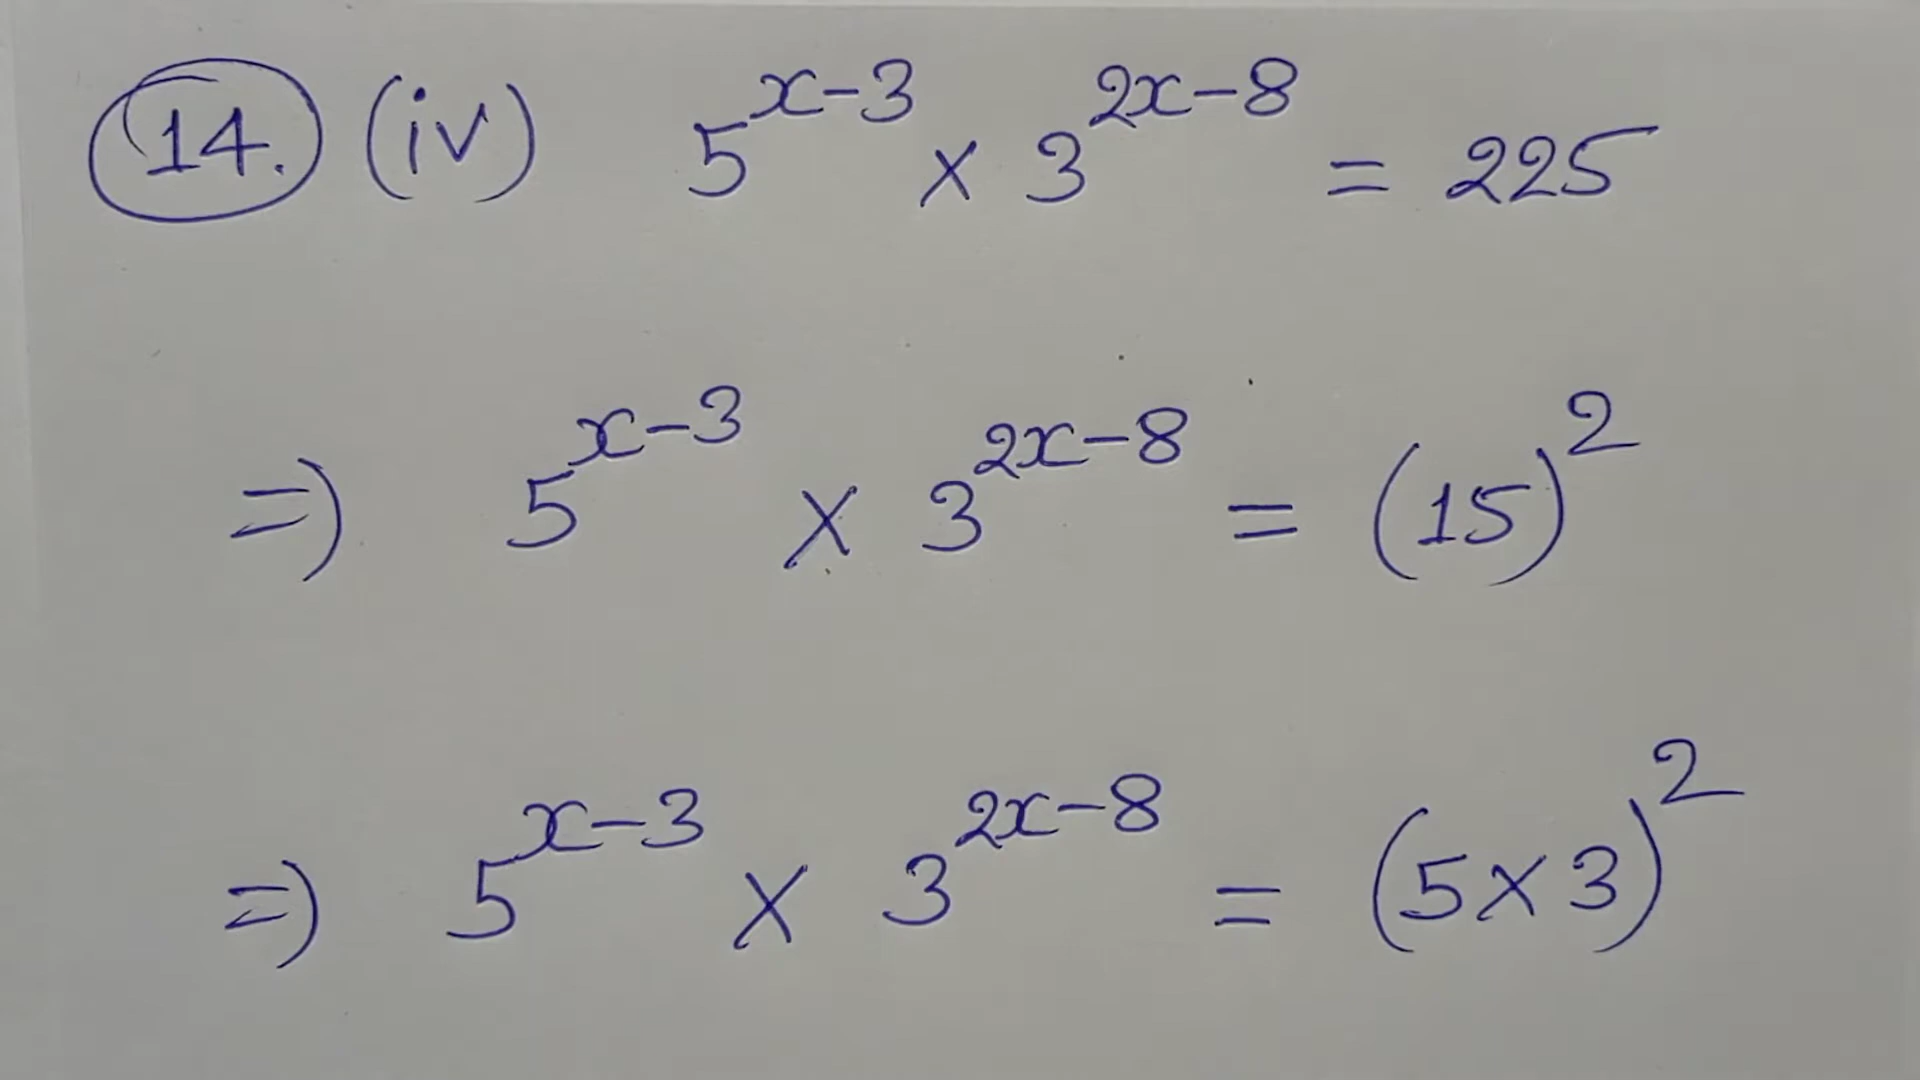 14. (iv) 5^{x-3} × 3^{2x-8} = 225
=) 5^{x-3} × 3^{2x-8} = (15)^2
=) 5^{x-3} × 3^{2x-8} = (5×3)^2